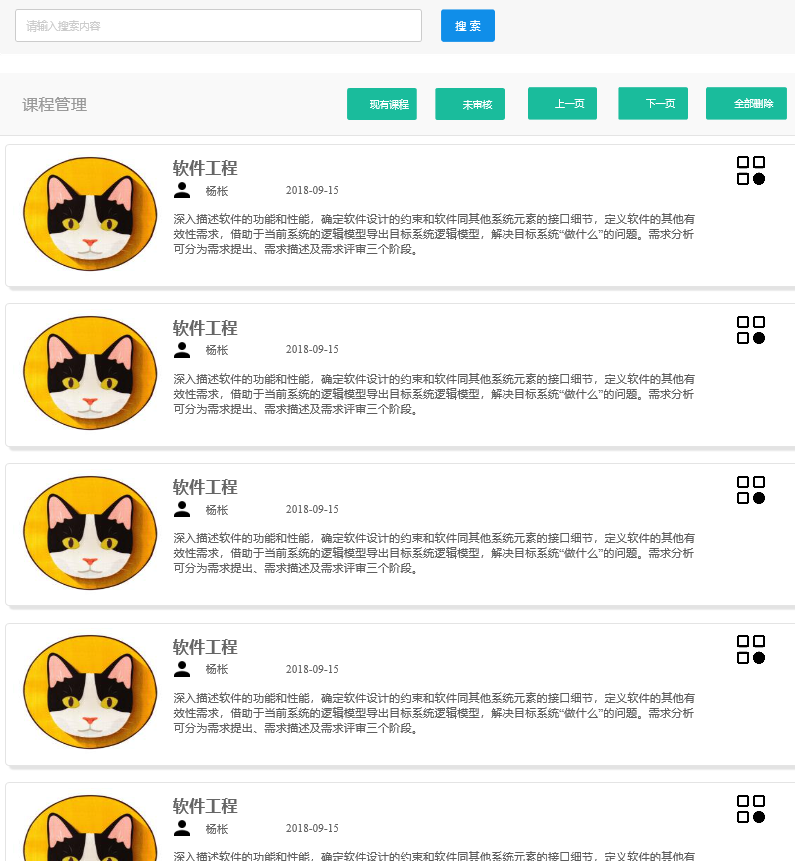 请输入搜索内容
搜 索
课程管理
现有课程
未审核
上一页
下一页
全部删除
软件工程
杨枨
2018-09-15
深入描述软件的功能和性能，确定软件设计的约束和软件同其他系统元素的接口细节，定义软件的其他有
效性需求，借助于当前系统的逻辑模型导出目标系统逻辑模型，解决目标系统“做什么”的问题。需求分析
可分为需求提出、需求描述及需求评审三个阶段。
软件工程
杨枨
2018-09-15
深入描述软件的功能和性能，确定软件设计的约束和软件同其他系统元素的接口细节，定义软件的其他有
效性需求，借助于当前系统的逻辑模型导出目标系统逻辑模型，解决目标系统“做什么”的问题。需求分析
可分为需求提出、需求描述及需求评审三个阶段。
软件工程
杨枨
2018-09-15
深入描述软件的功能和性能，确定软件设计的约束和软件同其他系统元素的接口细节，定义软件的其他有
效性需求，借助于当前系统的逻辑模型导出目标系统逻辑模型，解决目标系统“做什么”的问题。需求分析
可分为需求提出、需求描述及需求评审三个阶段。
软件工程
杨枨
2018-09-15
深入描述软件的功能和性能，确定软件设计的约束和软件同其他系统元素的接口细节，定义软件的其他有
效性需求，借助于当前系统的逻辑模型导出目标系统逻辑模型，解决目标系统“做什么”的问题。需求分析
可分为需求提出、需求描述及需求评审三个阶段。
软件工程
杨枨
2018-09-15
深入描述软件的功能和性能，确定软件设计的约束和软件同其他系统元素的接口细节，定义软件的其他有